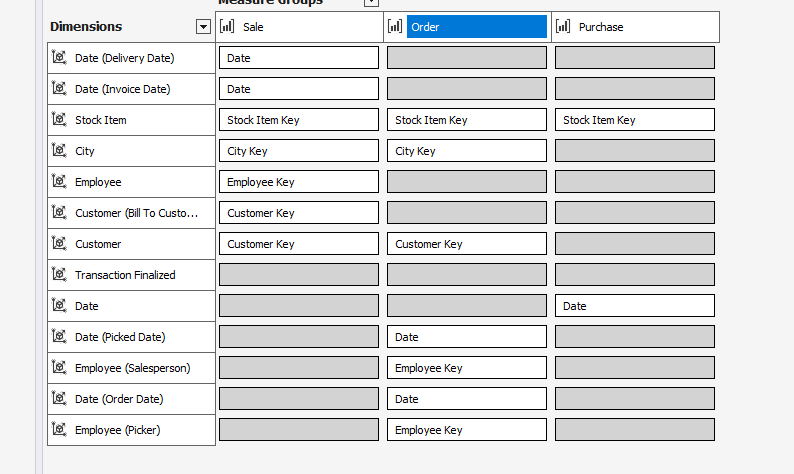 Measure Groups
Dimensions Sale Order Purchase
Date (Delivery Date) Date
Date (Invoice Date) Date
Stock Item Stock Item Key Stock Item Key Stock Item Key
City City Key City Key
Employee Employee Key
Customer (Bill To Custo... Customer Key
Customer Customer Key Customer Key
Transaction Finalized
Date Date
Date (Picked Date) Date
Employee (Salesperson) Employee Key
Date (Order Date) Date
Employee (Picker) Employee Key